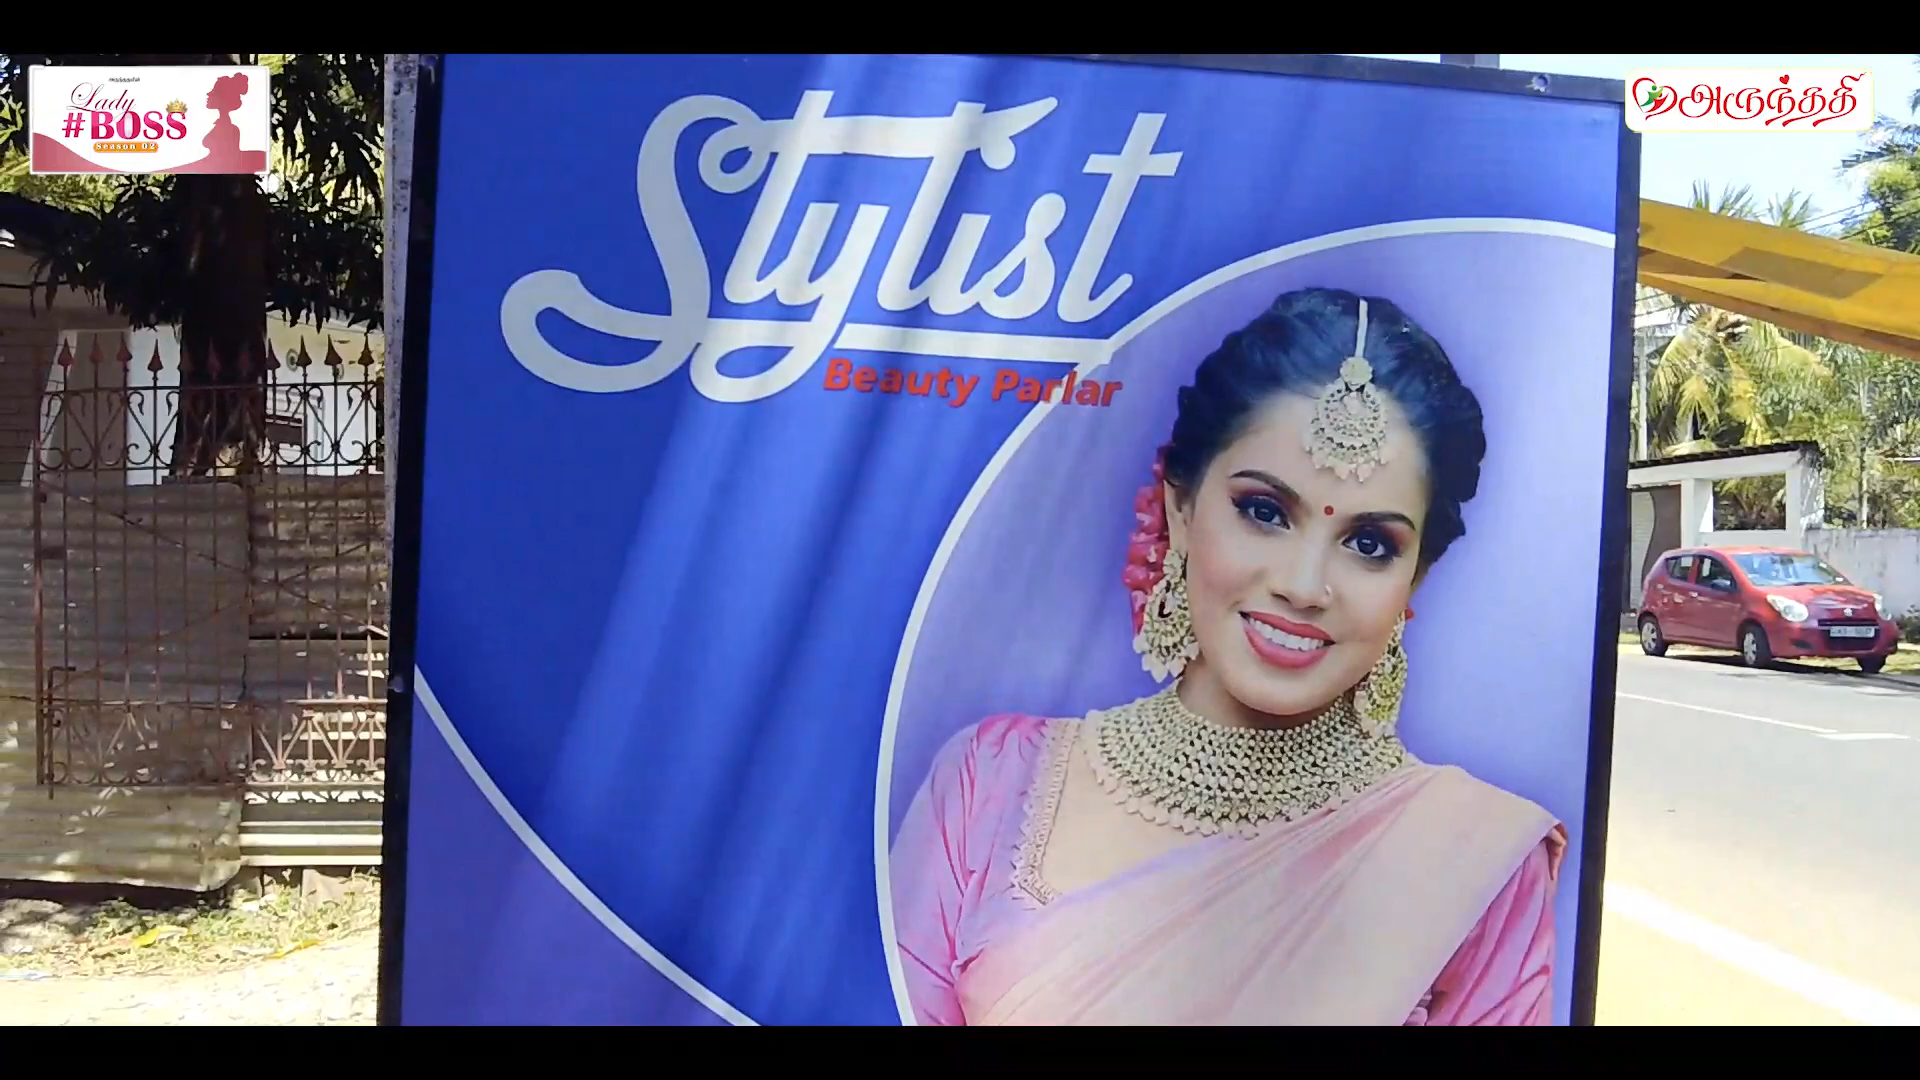 Lady
#BOSS
Season 02
அருந்ததி
Stylist
Beauty Parlar